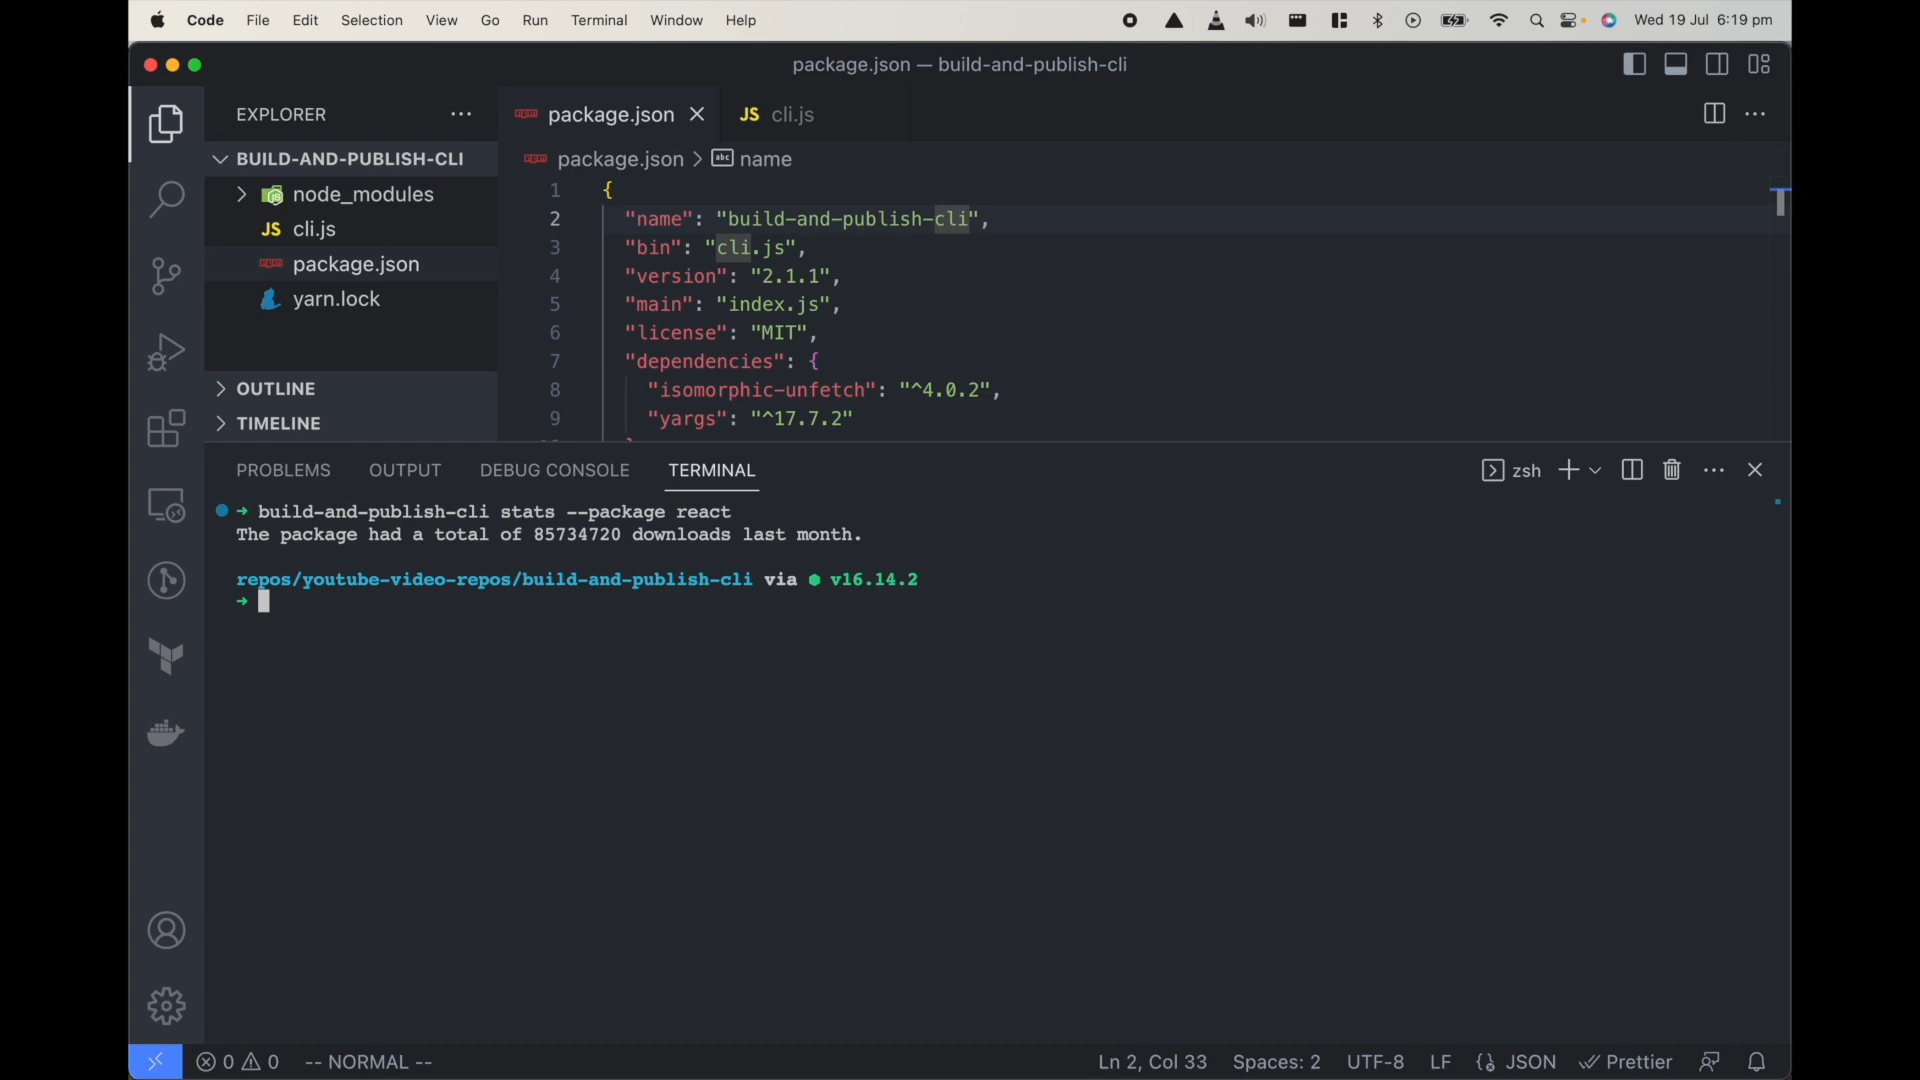 Code File Edit Selection View Go Run Terminal Window Help Wed 19 Jul 6:19 pm
package.json — build-and-publish-cli
EXPLORER
package.json
JS cli.js
BUILD-AND-PUBLISH-CLI
node_modules
JS cli.js
package.json
yarn.lock
OUTLINE
TIMELINE
package.json > abc name
1 {
2 "name": "build-and-publish-cli",
3 "bin": "cli.js",
4 "version": "2.1.1",
5 "main": "index.js",
6 "license": "MIT",
7 "dependencies": {
8 "isomorphic-unfetch": "^4.0.2",
9 "yargs": "^17.7.2"
PROBLEMS OUTPUT DEBUG CONSOLE TERMINAL zsh
➜ build-and-publish-cli stats --package react
The package had a total of 85734720 downloads last month.
repos/youtube-video-repos/build-and-publish-cli via ⬢ v16.14.2
➜
0 0 -- NORMAL -- Ln 2, Col 33 Spaces: 2 UTF-8 LF JSON Prettier